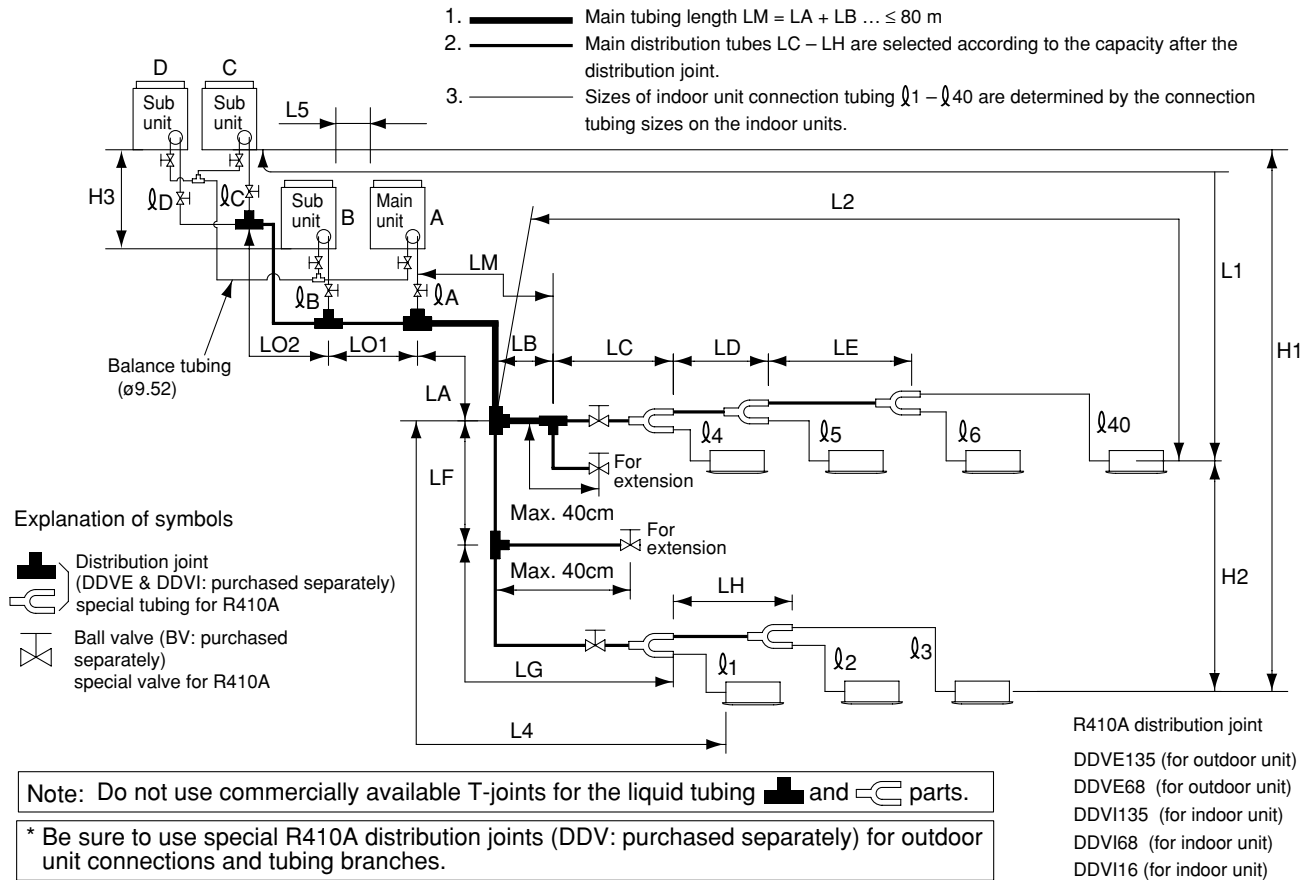 1. Main tubing length LM = LA + LB ... ≤ 80 m
2. Main distribution tubes LC – LH are selected according to the capacity after the
distribution joint.
3. Sizes of indoor unit connection tubing ℓ1 – ℓ40 are determined by the connection
tubing sizes on the indoor units.
D
C
Sub
unit
Sub
unit
L5
H3
ℓD
ℓC
Sub
unit
B
Main
unit
A
L2
L1
H1
LM
ℓB
ℓA
LO2
LO1
LB
LC
LD
LE
Balance tubing
(ø9.52)
LA
ℓ4
ℓ5
ℓ6
ℓ40
LF
For
extension
Max. 40cm
For
extension
Max. 40cm
LH
H2
LG
ℓ1
ℓ2
ℓ3
L4
Explanation of symbols
Distribution joint
(DDVE & DDVI: purchased separately)
special tubing for R410A
Ball valve (BV: purchased
separately)
special valve for R410A
R410A distribution joint
DDVE135 (for outdoor unit)
DDVE68 (for outdoor unit)
DDVI135 (for indoor unit)
DDVI68 (for indoor unit)
DDVI16 (for indoor unit)
Note: Do not use commercially available T-joints for the liquid tubing and parts.
* Be sure to use special R410A distribution joints (DDV: purchased separately) for outdoor
unit connections and tubing branches.